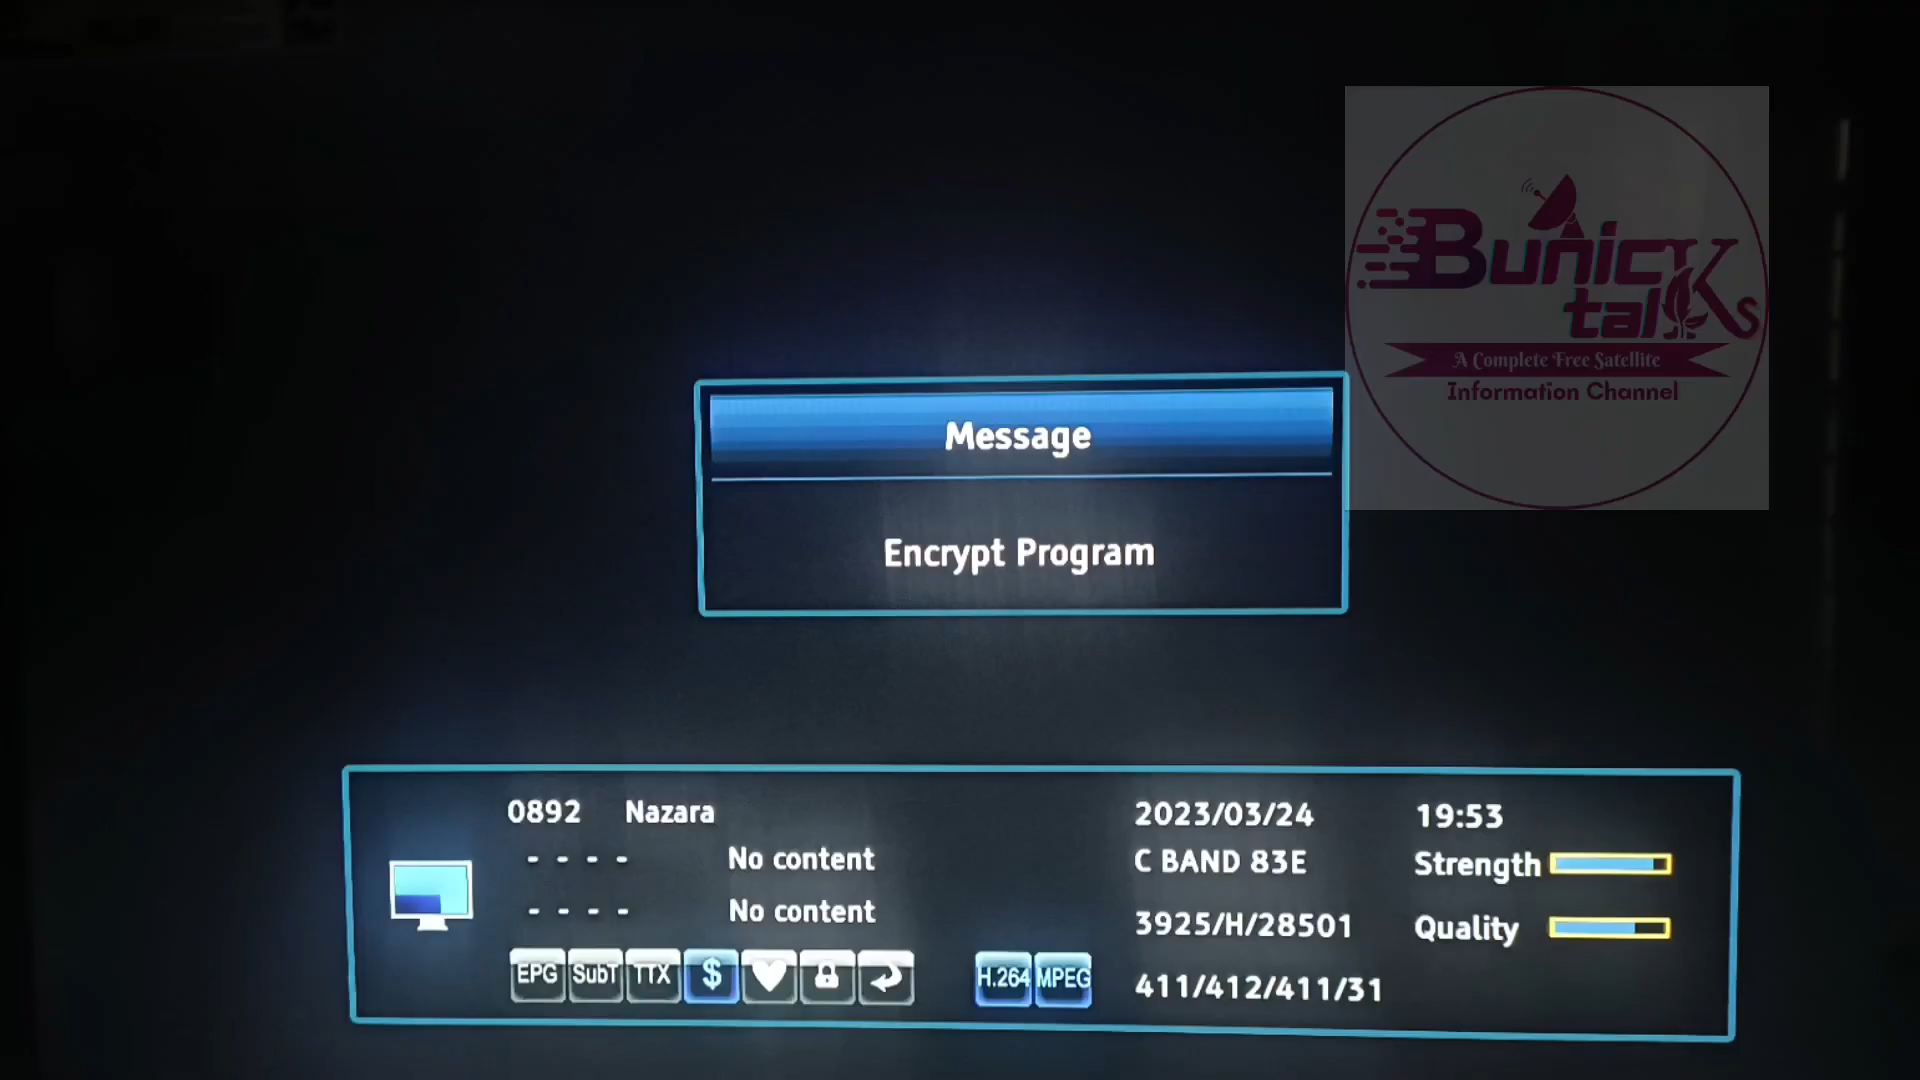 Bunick
talKs
A Complete Free Satellite
Information Channel
Message
Encrypt Program
0892 Nazara
- - - - No content
- - - - No content
EPG SubT TTX $ H.264 MPEG
2023/03/24 19:53
C BAND 83E Strength
3925/H/28501 Quality
411/412/411/31